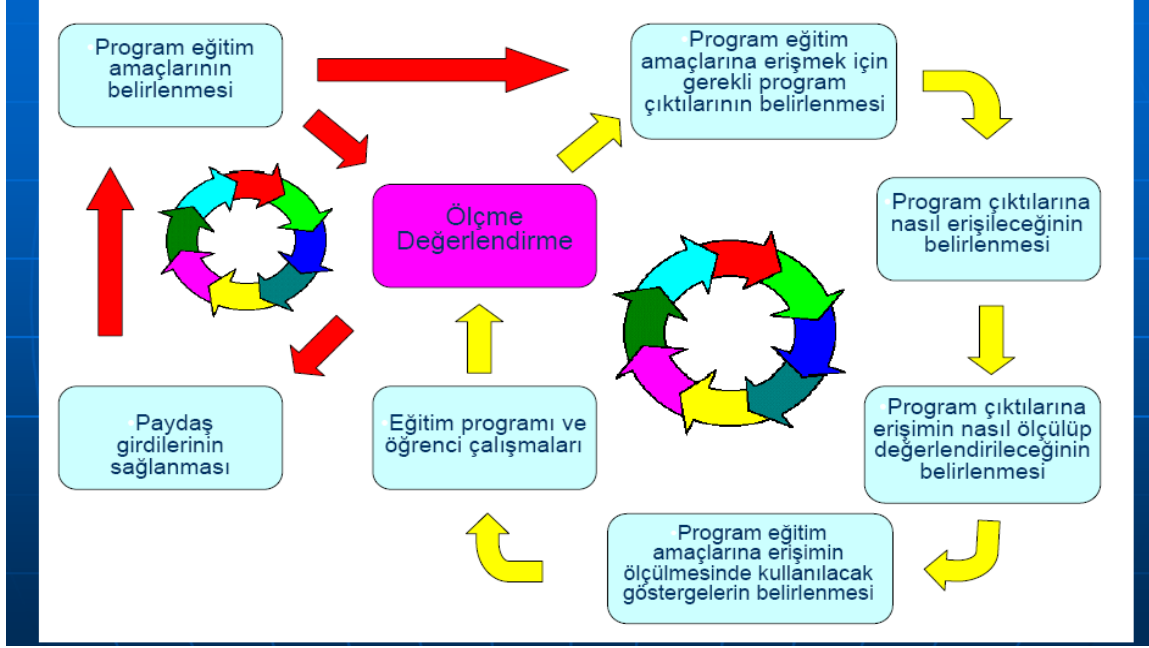 Program eğitim
amaçlarının
belirlenmesi
Program eğitim
amaçlarına erişmek için
gerekli program
çıktılarının belirlenmesi
Ölçme
Değerlendirme
Program çıktılarına
nasıl erişileceğinin
belirlenmesi
Paydaş
girdilerinin
sağlanması
Eğitim programı ve
öğrenci çalışmaları
Program çıktılarına
erişimin nasıl ölçülüp
değerlendirileceğinin
belirlenmesi
Program eğitim
amaçlarına erişimin
ölçülmesinde kullanılacak
göstergelerin belirlenmesi